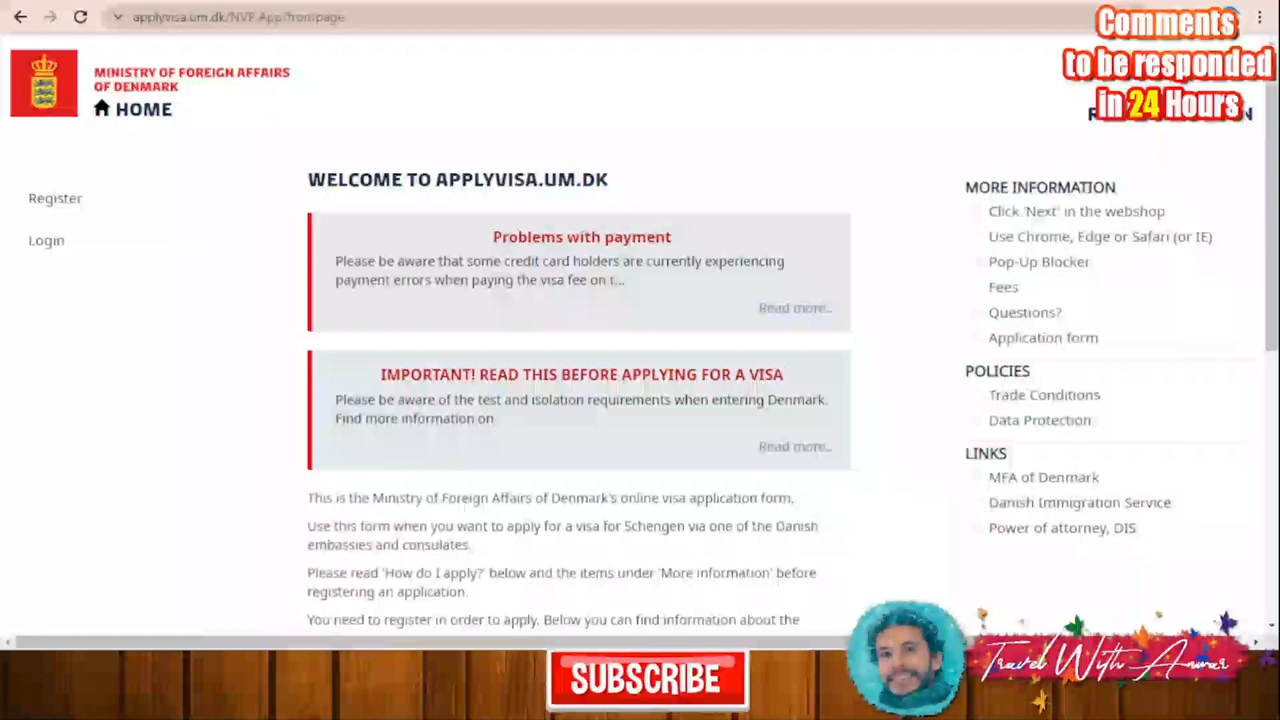 applyvisa.um.dk/NVF.App/frontpage
Comments
to be responded
in 24 Hours
MINISTRY OF FOREIGN AFFAIRS
OF DENMARK
HOME
Register
Login
WELCOME TO APPLYVISA.UM.DK
Problems with payment
Please be aware that some credit card holders are currently experiencing
payment errors when paying the visa fee on t...
Read more..
IMPORTANT! READ THIS BEFORE APPLYING FOR A VISA
Please be aware of the test and isolation requirements when entering Denmark.
Find more information on
Read more..
This is the Ministry of Foreign Affairs of Denmark's online visa application form.
Use this form when you want to apply for a visa for Schengen via one of the Danish
embassies and consulates.
Please read 'How do I apply?' below and the items under 'More information' before
registering an application.
You need to register in order to apply. Below you can find information about the
MORE INFORMATION
Click 'Next' in the webshop
Use Chrome, Edge or Safari (or IE)
Pop-Up Blocker
Fees
Questions?
Application form
POLICIES
Trade Conditions
Data Protection
LINKS
MFA of Denmark
Danish Immigration Service
Power of attorney, DIS
SUBSCRIBE
Travel With Anwar